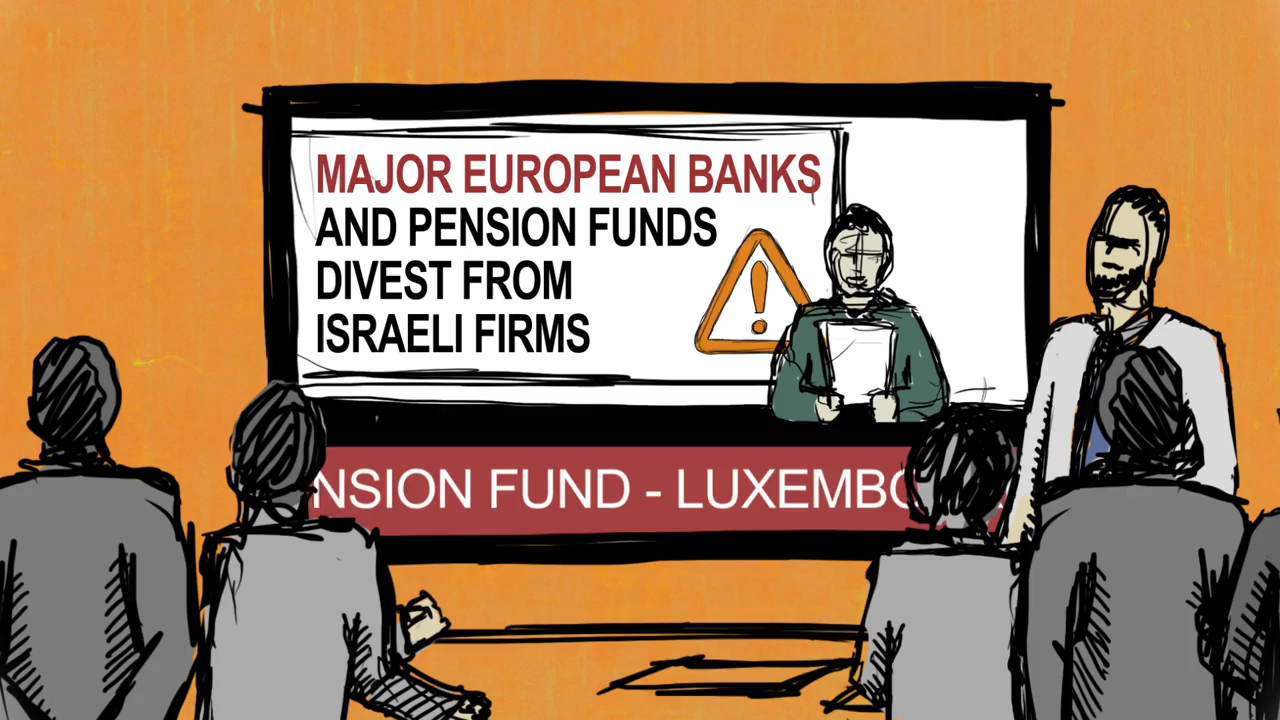 MAJOR EUROPEAN BANKS
AND PENSION FUNDS
DIVEST FROM
ISRAELI FIRMS
!
NSION FUND - LUXEMBO